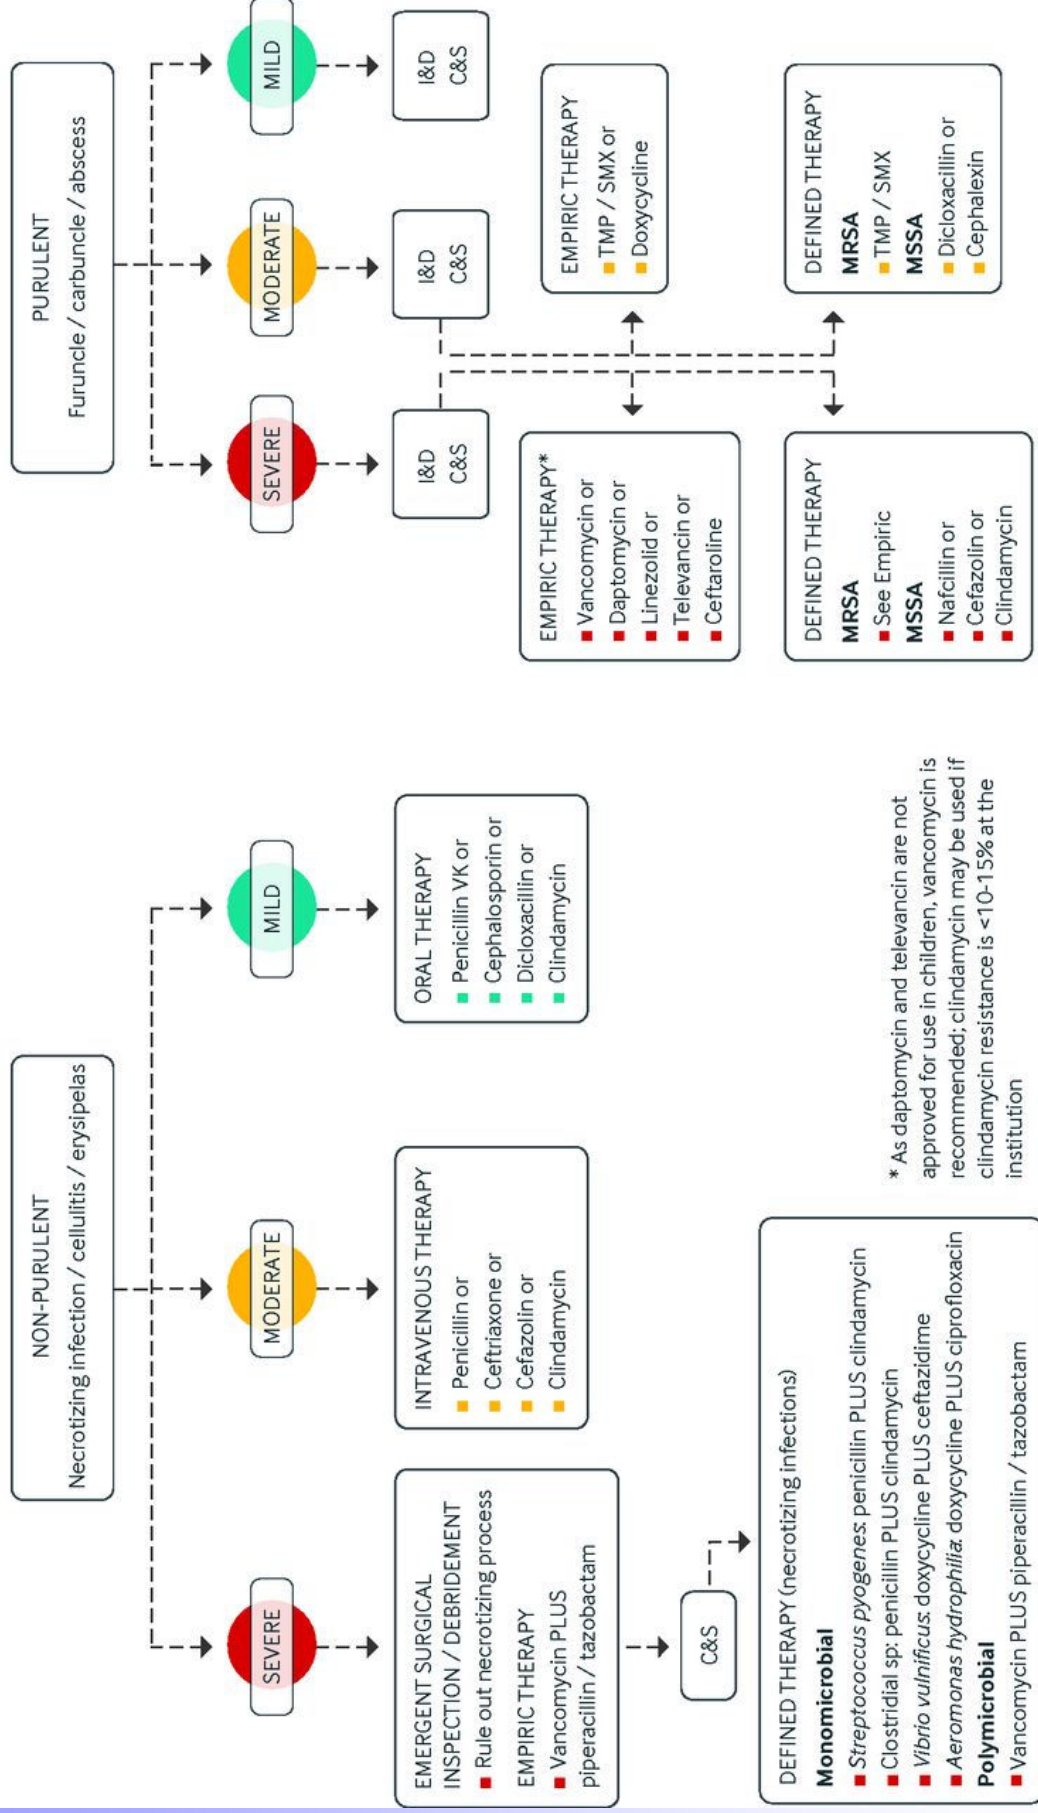 NON-PURULENT
Necrotizing infection / cellulitis / erysipelas
SEVERE
MODERATE
MILD
EMERGENT SURGICAL
INSPECTION / DEBRIDEMENT
Rule out necrotizing process
EMPIRIC THERAPY
Vancomycin PLUS
piperacillin / tazobactam
INTRAVENOUS THERAPY
Penicillin or
Ceftriaxone or
Cefazolin or
Clindamycin
ORAL THERAPY
Penicillin VK or
Cephalosporin or
Dicloxacillin or
Clindamycin
C&S
DEFINED THERAPY (necrotizing infections)
Monomicrobial
Streptococcus pyogenes: penicillin PLUS clindamycin
Clostridial sp: penicillin PLUS clindamycin
Vibrio vulnificus: doxycycline PLUS ceftazidime
Aeromonas hydrophilia: doxycycline PLUS ciprofloxacin
Polymicrobial
Vancomycin PLUS piperacillin / tazobactam
* As daptomycin and televancin are not
approved for use in children, vancomycin is
recommended; clindamycin may be used if
clindamycin resistance is <10-15% at the
institution
PURULENT
Furuncle / carbuncle / abscess
SEVERE
MODERATE
MILD
I&D
C&S
I&D
C&S
I&D
C&S
EMPIRIC THERAPY*
Vancomycin or
Daptomycin or
Linezolid or
Televancin or
Ceftaroline
EMPIRIC THERAPY
TMP / SMX or
Doxycycline
DEFINED THERAPY
MRSA
See Empiric
MSSA
Nafcillin or
Cefazolin or
Clindamycin
DEFINED THERAPY
MRSA
TMP / SMX
MSSA
Dicloxacillin or
Cephalexin